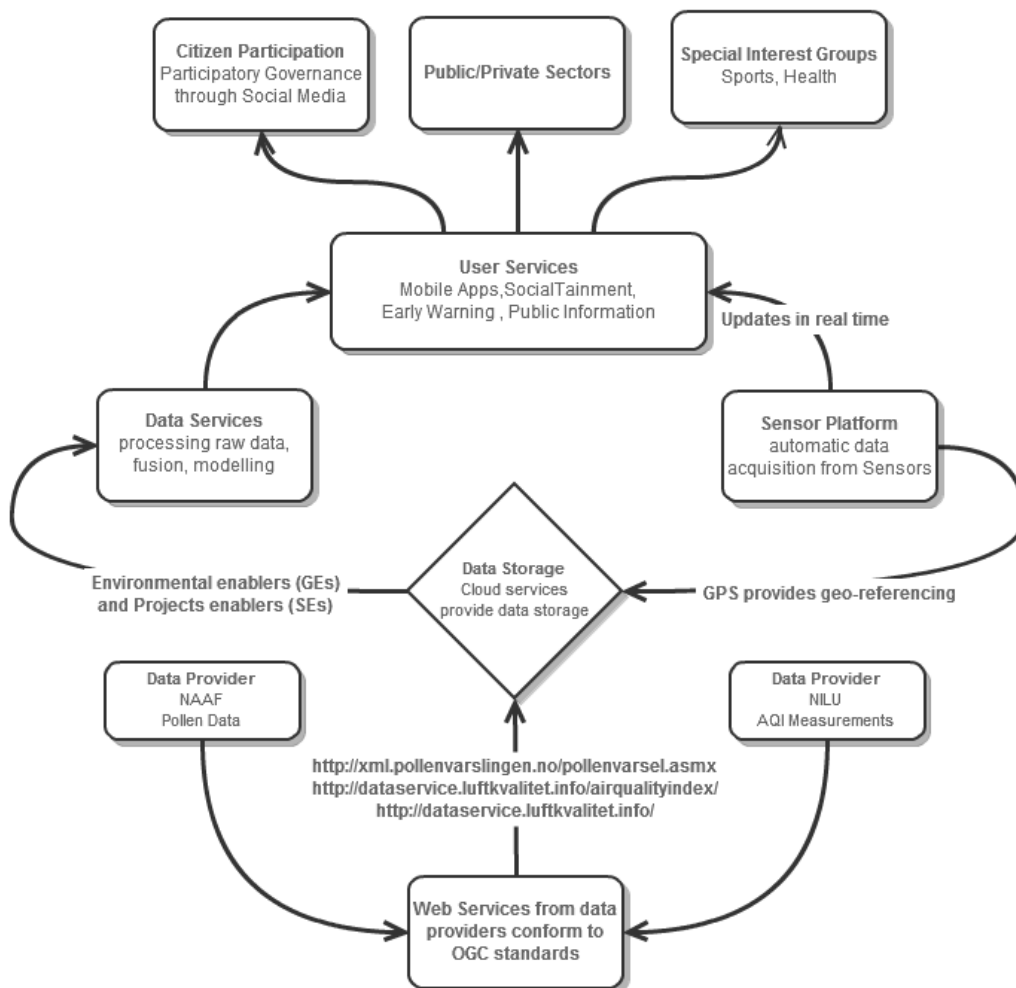 Citizen Participation
Participatory Governance
through Social Media
Public/Private Sectors
Special Interest Groups
Sports, Health
User Services
Mobile Apps,SocialTainment,
Early Warning , Public Information
Updates in real time
Data Services
processing raw data,
fusion, modelling
Sensor Platform
automatic data
acquisition from Sensors
Environmental enablers (GEs)
and Projects enablers (SEs)
Data Storage
Cloud services
provide data storage
GPS provides geo-referencing
Data Provider
NAAF
Pollen Data
Data Provider
NILU
AQI Measurements
http://xml.pollenvarslingen.no/pollenvarsel.asmx
http://dataservice.luftkvalitet.info/airqualityindex/
http://dataservice.luftkvalitet.info/
Web Services from data
providers conform to
OGC standards